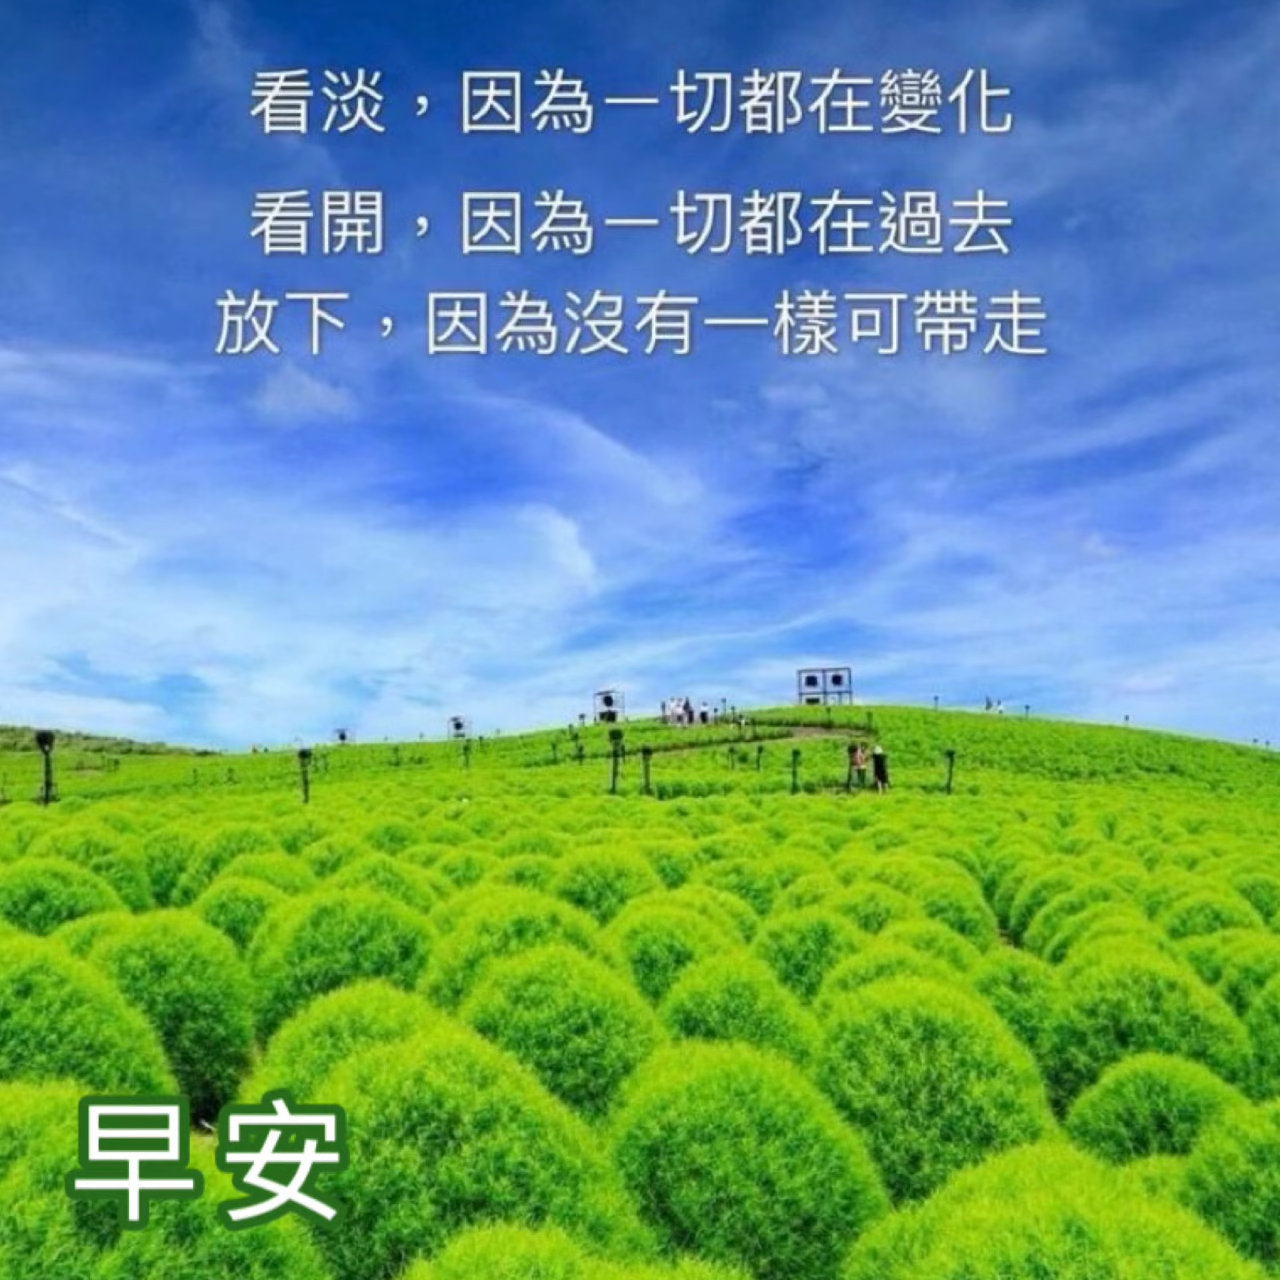 看淡，因為一切都在變化
看開，因為一切都在過去
放下，因為沒有一樣可帶走
早安